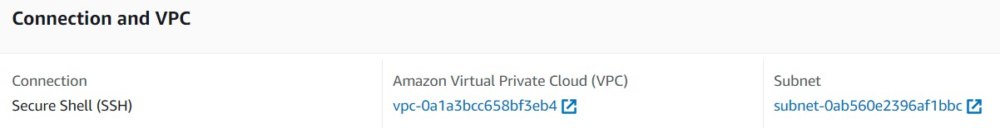 Connection and VPC
Connection
Secure Shell (SSH)
Amazon Virtual Private Cloud (VPC)
vpc-0a1a3bcc658bf3eb4
Subnet
subnet-0ab560e2396af1bbc